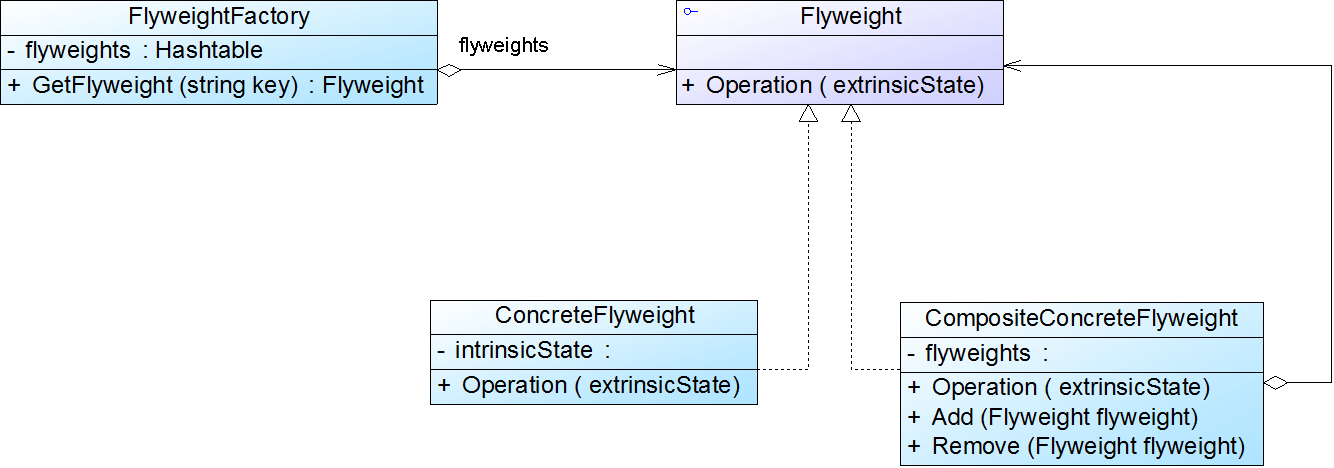 FlyweightFactory
- flyweights : Hashtable
+ GetFlyweight (string key) : Flyweight
flyweights
Flyweight
+ Operation ( extrinsicState)
ConcreteFlyweight
- intrinsicState :
+ Operation ( extrinsicState)
CompositeConcreteFlyweight
- flyweights :
+ Operation ( extrinsicState)
+ Add (Flyweight flyweight)
+ Remove (Flyweight flyweight)